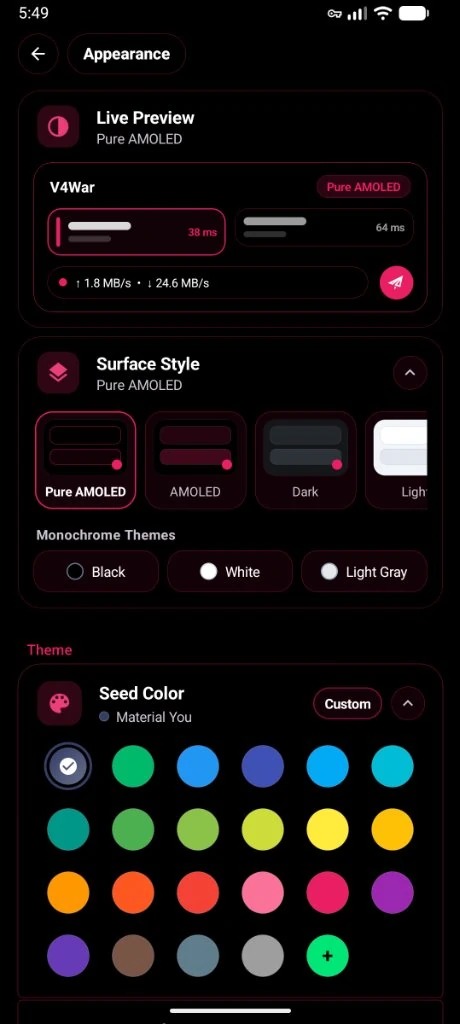 5:49
Appearance
Live Preview
Pure AMOLED
V4War
Pure AMOLED
38 ms
64 ms
↑ 1.8 MB/s • ↓ 24.6 MB/s
Surface Style
Pure AMOLED
Pure AMOLED
AMOLED
Dark
Ligh
Monochrome Themes
Black
White
Light Gray
Theme
Seed Color
Material You
Custom